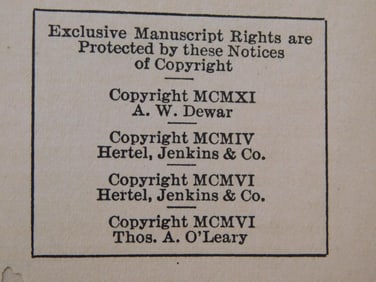 Exclusive Manuscript Rights are
Protected by these Notices
of Copyright
Copyright MCMXI
A. W. Dewar
Copyright MCMIV
Hertel, Jenkins & Co.
Copyright MCMVI
Hertel, Jenkins & Co.
Copyright MCMVI
Thos. A. O'Leary